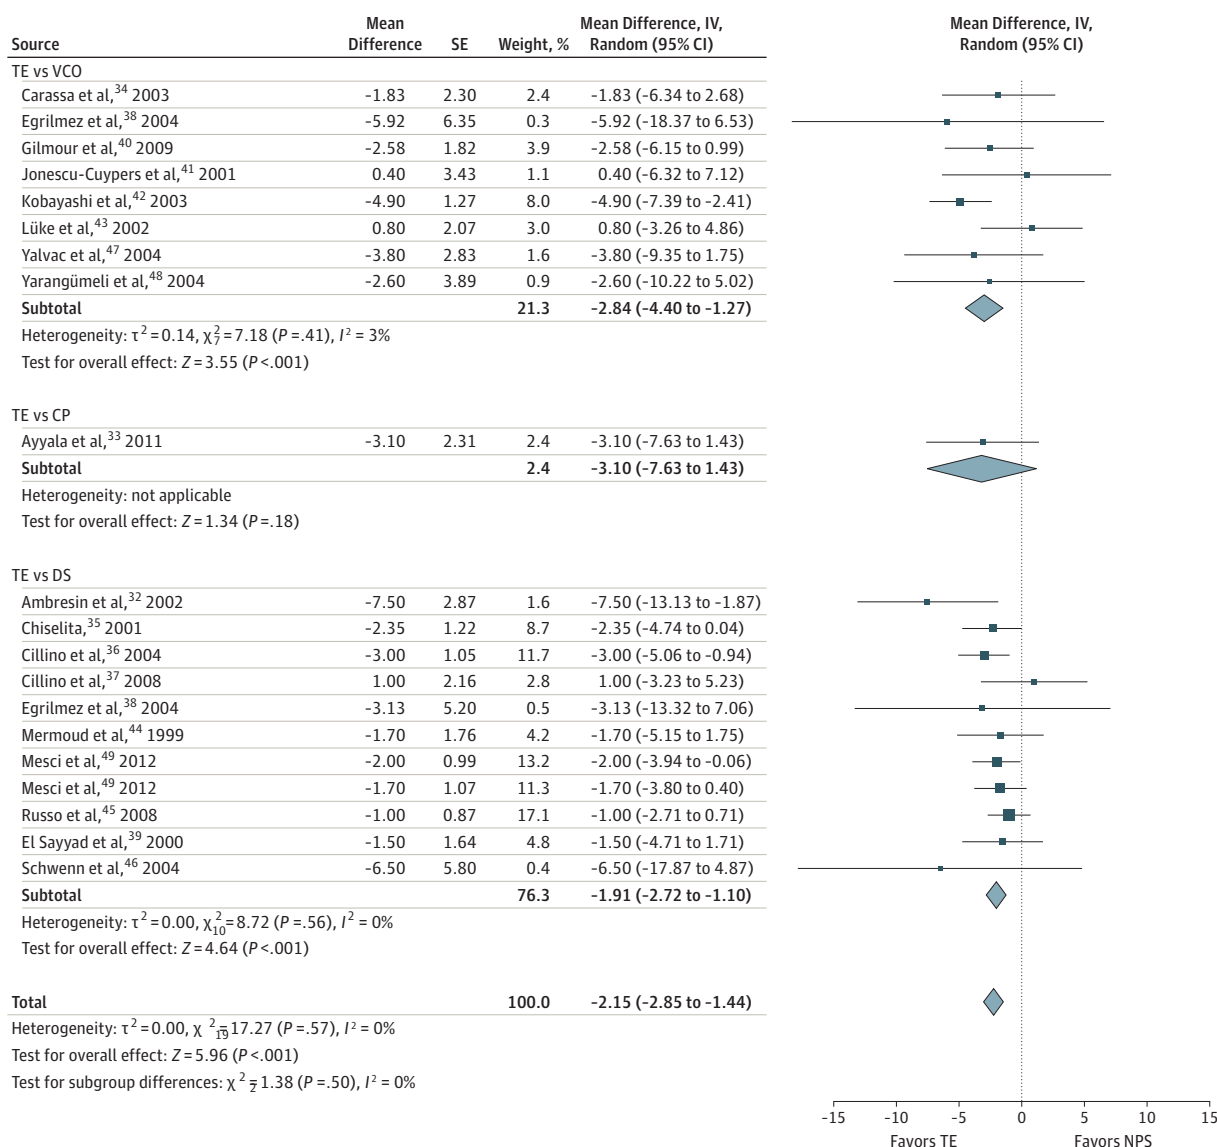 Source Mean Difference SE Weight, % Mean Difference, IV, Random (95% CI) Mean Difference, IV, Random (95% CI)
TE vs VCO
Carassa et al,34 2003 -1.83 2.30 2.4 -1.83 (-6.34 to 2.68)
Egrilmez et al,38 2004 -5.92 6.35 0.3 -5.92 (-18.37 to 6.53)
Gilmour et al,40 2009 -2.58 1.82 3.9 -2.58 (-6.15 to 0.99)
Jonescu-Cuypers et al,41 2001 0.40 3.43 1.1 0.40 (-6.32 to 7.12)
Kobayashi et al,42 2003 -4.90 1.27 8.0 -4.90 (-7.39 to -2.41)
Lüke et al,43 2002 0.80 2.07 3.0 0.80 (-3.26 to 4.86)
Yalvac et al,47 2004 -3.80 2.83 1.6 -3.80 (-9.35 to 1.75)
Yarangümeli et al,48 2004 -2.60 3.89 0.9 -2.60 (-10.22 to 5.02)
Subtotal 21.3 -2.84 (-4.40 to -1.27)
Heterogeneity: τ2=0.14, χ27=7.18 (P=.41), I2 = 3%
Test for overall effect: Z=3.55 (P<.001)
TE vs CP
Ayyala et al,33 2011 -3.10 2.31 2.4 -3.10 (-7.63 to 1.43)
Subtotal 2.4 -3.10 (-7.63 to 1.43)
Heterogeneity: not applicable
Test for overall effect: Z=1.34 (P=.18)
TE vs DS
Ambresin et al,32 2002 -7.50 2.87 1.6 -7.50 (-13.13 to -1.87)
Chiselita,35 2001 -2.35 1.22 8.7 -2.35 (-4.74 to 0.04)
Cillino et al,36 2004 -3.00 1.05 11.7 -3.00 (-5.06 to -0.94)
Cillino et al,37 2008 1.00 2.16 2.8 1.00 (-3.23 to 5.23)
Egrilmez et al,38 2004 -3.13 5.20 0.5 -3.13 (-13.32 to 7.06)
Mermoud et al,44 1999 -1.70 1.76 4.2 -1.70 (-5.15 to 1.75)
Mesci et al,49 2012 -2.00 0.99 13.2 -2.00 (-3.94 to -0.06)
Mesci et al,49 2012 -1.70 1.07 11.3 -1.70 (-3.80 to 0.40)
Russo et al,45 2008 -1.00 0.87 17.1 -1.00 (-2.71 to 0.71)
El Sayyad et al,39 2000 -1.50 1.64 4.8 -1.50 (-4.71 to 1.71)
Schwenn et al,46 2004 -6.50 5.80 0.4 -6.50 (-17.87 to 4.87)
Subtotal 76.3 -1.91 (-2.72 to -1.10)
Heterogeneity: τ2=0.00, χ210=8.72 (P=.56), I2 = 0%
Test for overall effect: Z=4.64 (P<.001)
Total 100.0 -2.15 (-2.85 to -1.44)
Heterogeneity: τ2=0.00, χ219=17.27 (P=.57), I2 = 0%
Test for overall effect: Z=5.96 (P<.001)
Test for subgroup differences: χ22=1.38 (P=.50), I2 = 0%
-15 -10 -5 0 5 10 15
Favors TE Favors NPS